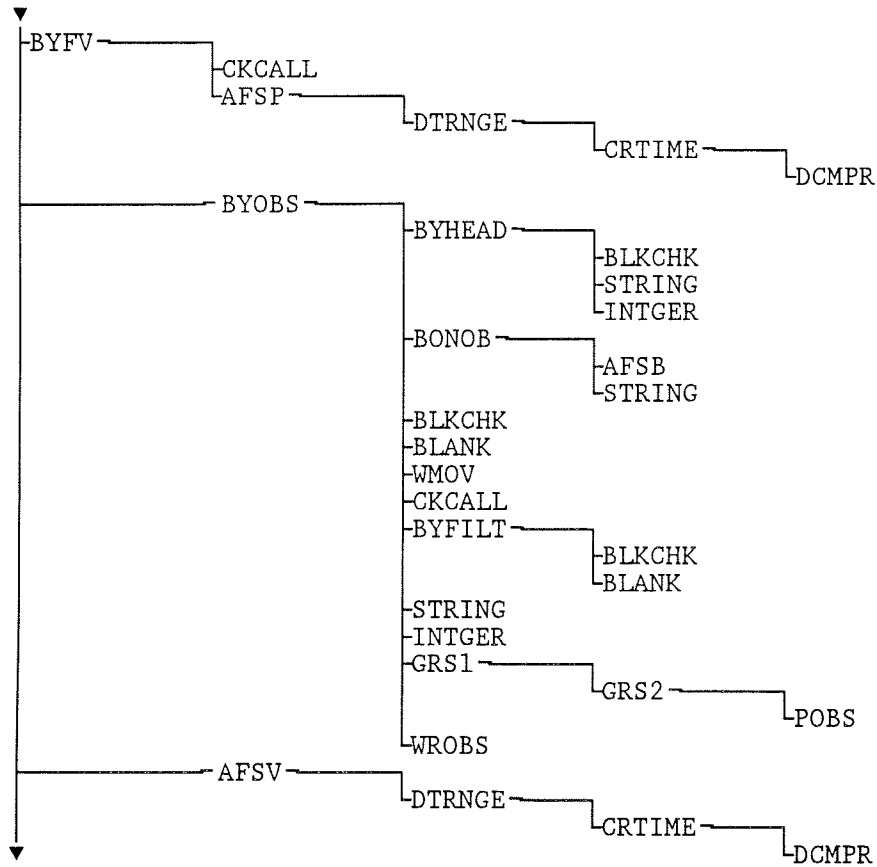 BYFV
CKCALL
AFSP
DTRNGE
CRTIME
DCMPR
BYOBS
BYHEAD
BLKCHK
STRING
INTGER
BONOB
AFSB
STRING
BLKCHK
BLANK
WMOV
CKCALL
BYFILT
BLKCHK
BLANK
STRING
INTGER
GRS1
GRS2
POBS
WROBS
AFSV
DTRNGE
CRTIME
DCMPR